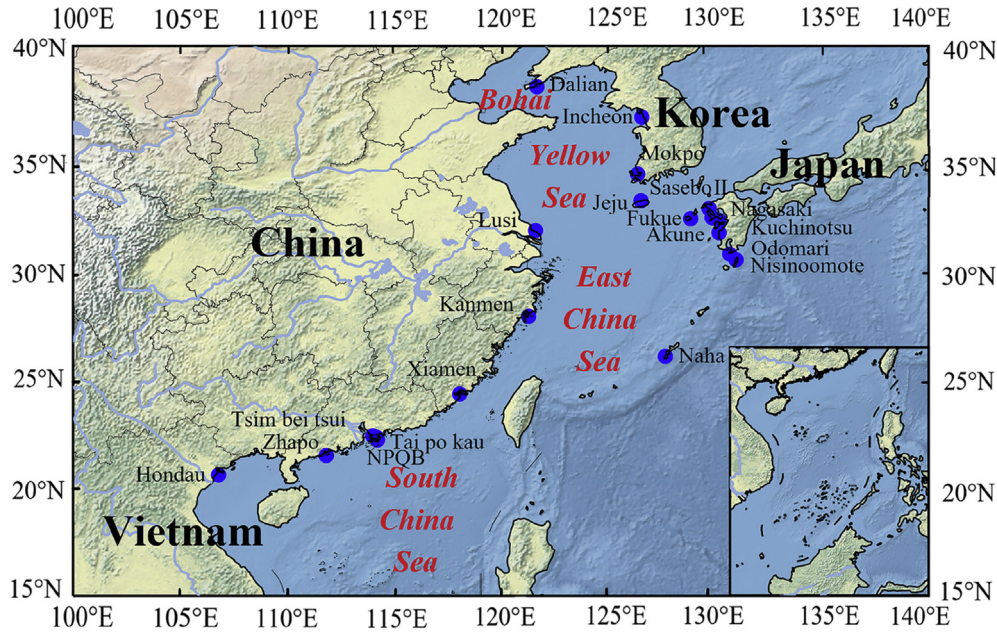 100°E 105°E 110°E 115°E 120°E 125°E 130°E 135°E 140°E
40°N 40°N
Dalian
Bohai
Incheon
Korea
Yellow
Sea
Mokpo
Japan
35°N 35°N
Sasebo II
Jeju
Fukue
Nagasaki
Lusi
Kuchinotsu
Akune
China
Odomari
Nisinoomote
30°N 30°N
East
China
Sea
Kanmen
Naha
Xiamen
25°N 25°N
Tsim bei tsui
Zhapo
Tai po kau
NPQB
Hondau
South
China
Sea
20°N 20°N
Vietnam
15°N 15°N
100°E 105°E 110°E 115°E 120°E 125°E 130°E 135°E 140°E